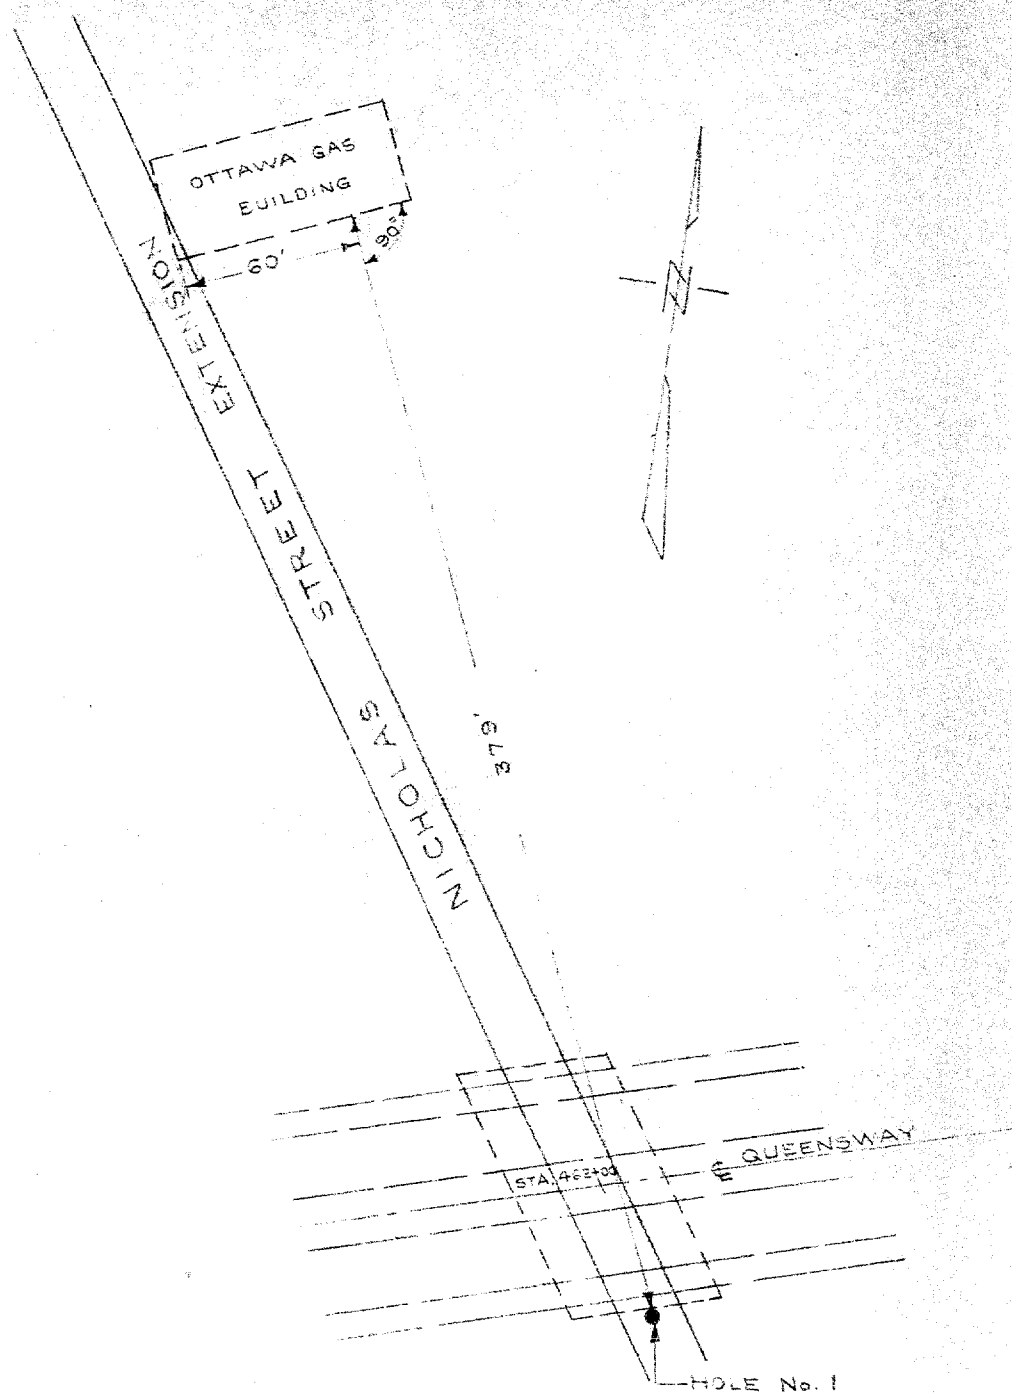 OTTAWA GAS
BUILDING
90°
60'
N
NICHOLAS STREET EXTENSION
379'
℄ QUEENSWAY
STA. 462+00
HOLE No. 1